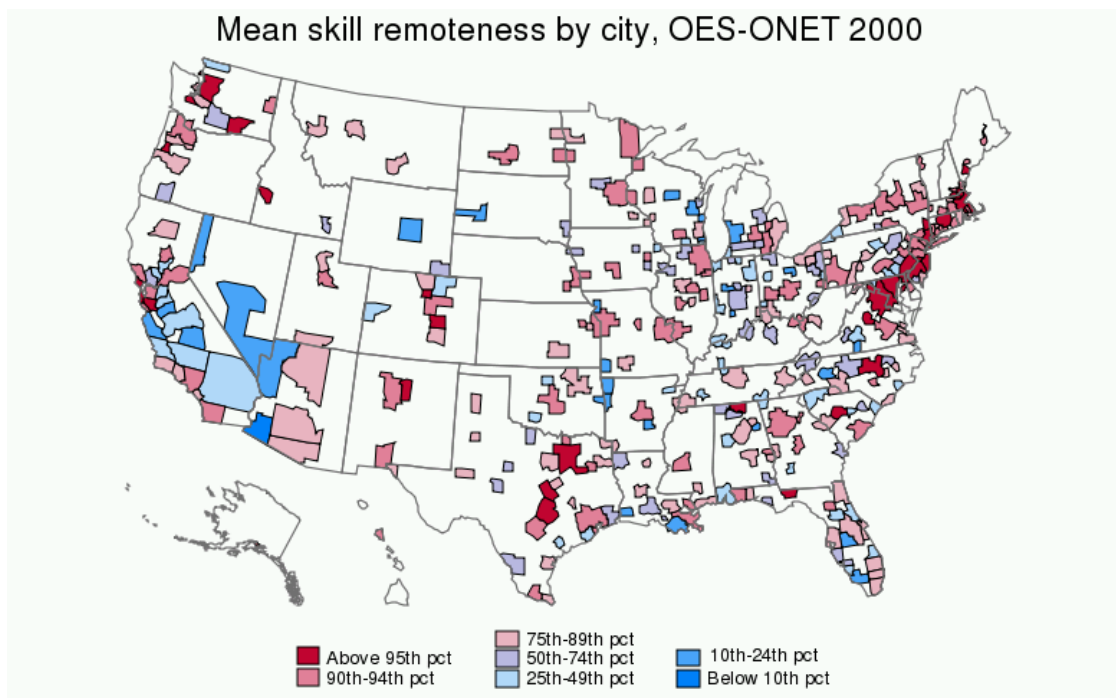 Mean skill remoteness by city, OES-ONET 2000
Above 95th pct
90th-94th pct
75th-89th pct
50th-74th pct
25th-49th pct
10th-24th pct
Below 10th pct